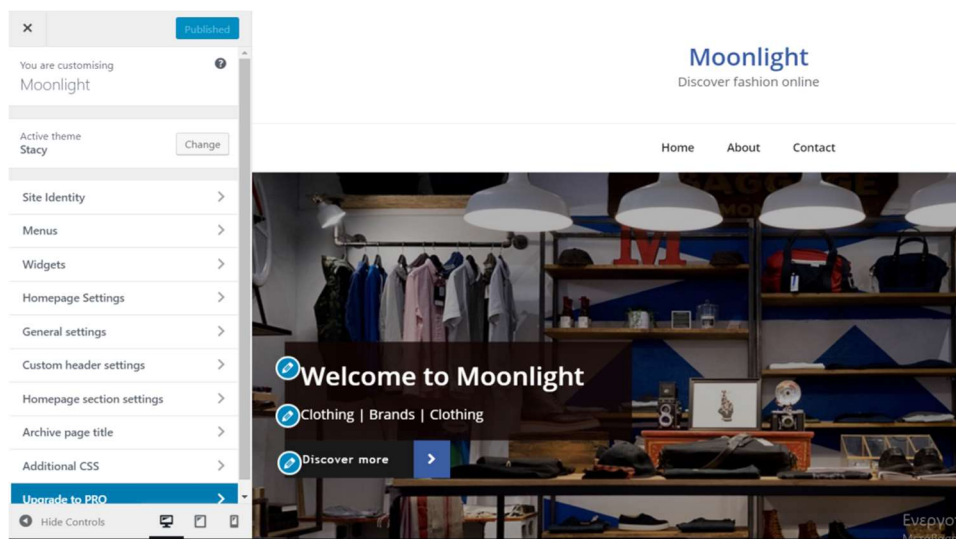 Published
You are customising
Moonlight
Active theme
Stacy
Change
Site Identity
Menus
Widgets
Homepage Settings
General settings
Custom header settings
Homepage section settings
Archive page title
Additional CSS
Upgrade to PRO
Hide Controls
Moonlight
Discover fashion online
Home About Contact
BAGGAGE
M
Welcome to Moonlight
Clothing | Brands | Clothing
Discover more
Ενεργο